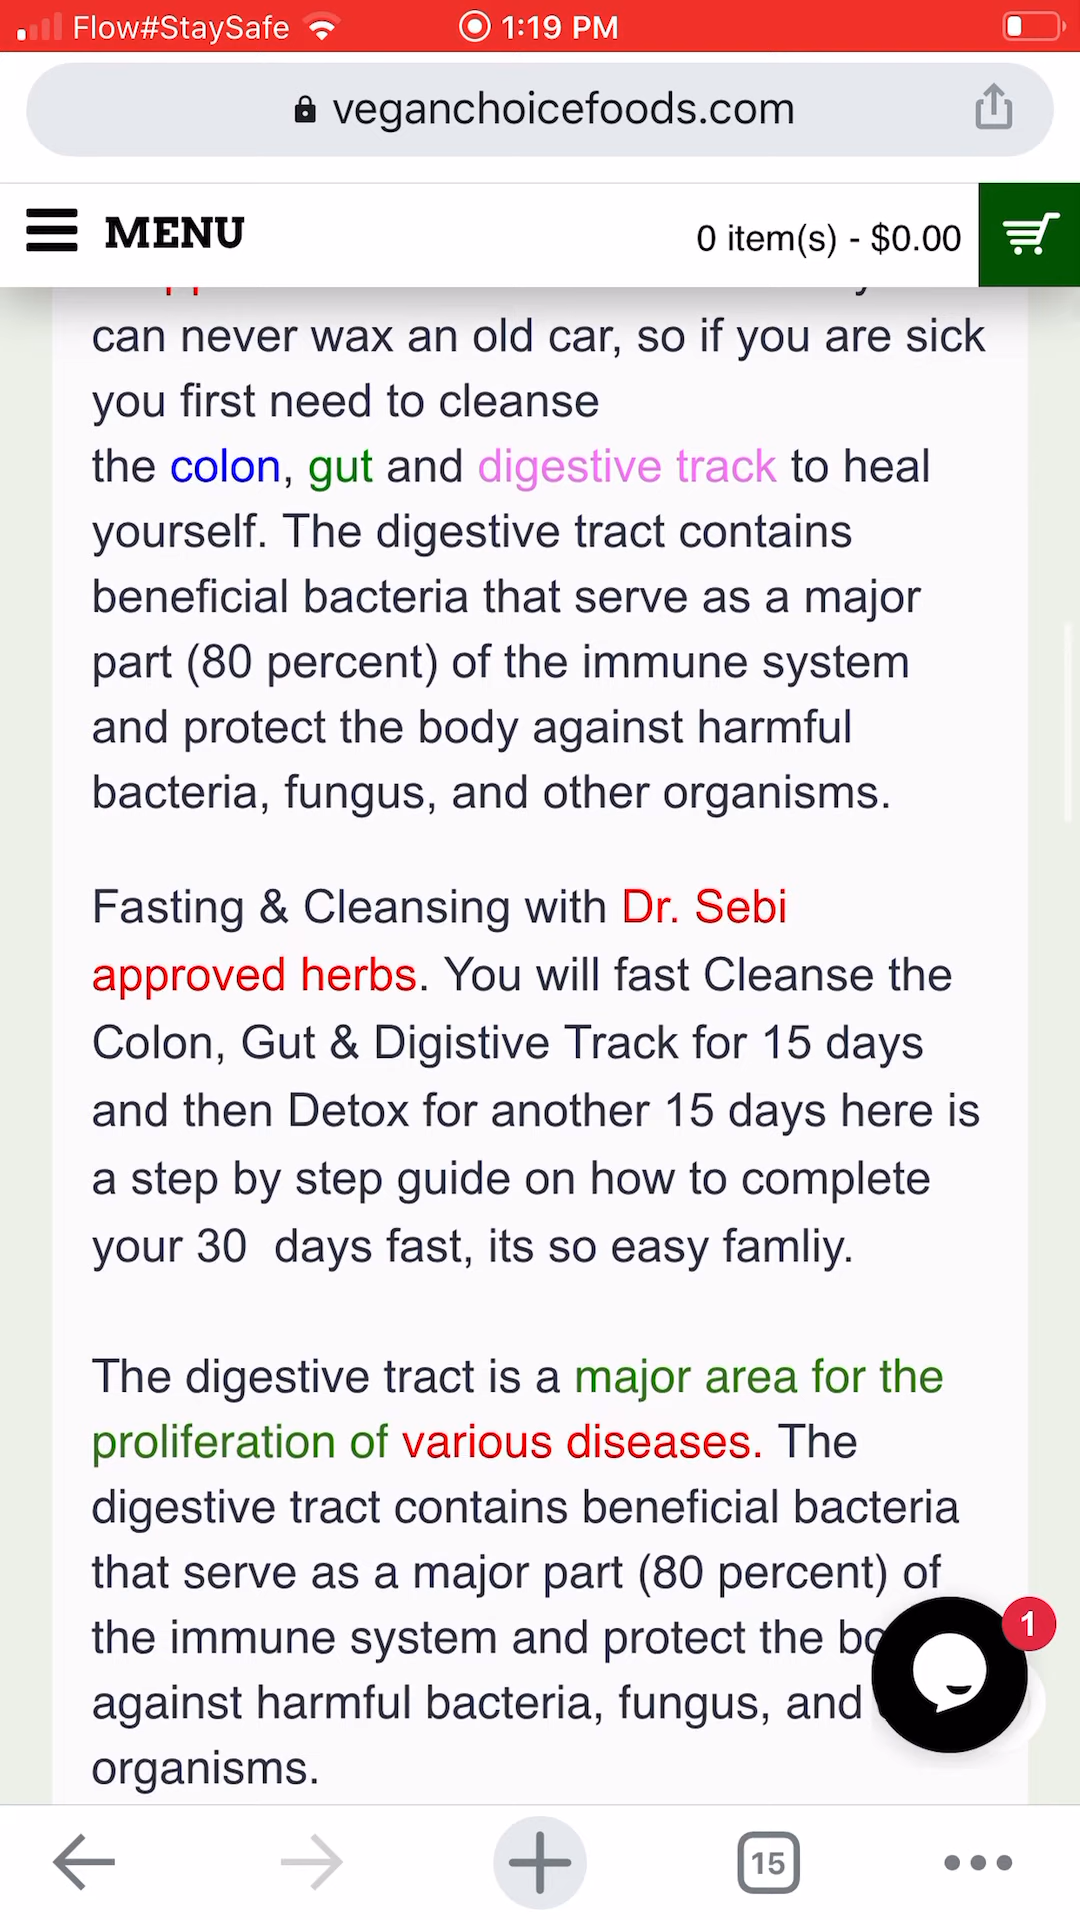 Flow#StaySafe 1:19 PM
veganchoicefoods.com
MENU 0 item(s) - $0.00
can never wax an old car, so if you are sick
you first need to cleanse
the colon, gut and digestive track to heal
yourself. The digestive tract contains
beneficial bacteria that serve as a major
part (80 percent) of the immune system
and protect the body against harmful
bacteria, fungus, and other organisms.
Fasting & Cleansing with Dr. Sebi
approved herbs. You will fast Cleanse the
Colon, Gut & Digistive Track for 15 days
and then Detox for another 15 days here is
a step by step guide on how to complete
your 30  days fast, its so easy famliy.
The digestive tract is a major area for the
proliferation of various diseases. The
digestive tract contains beneficial bacteria
that serve as a major part (80 percent) of
the immune system and protect the
against harmful bacteria, fungus, and
organisms.
1
15